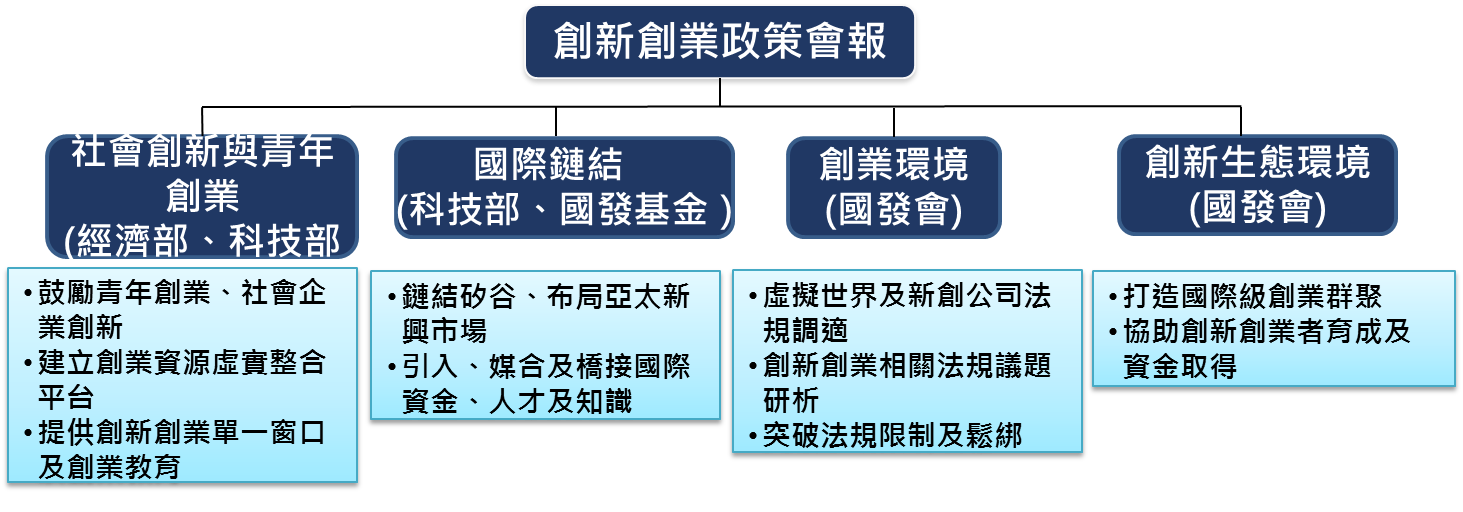 創新創業政策會報
社會創新與青年
創業
(經濟部、科技部
國際鏈結
(科技部、國發基金)
創業環境
(國發會)
創新生態環境
(國發會)
•鼓勵青年創業、社會企
業創新
•建立創業資源虛實整合
平台
•提供創新創業單一窗口
及創業教育
•鏈結矽谷、布局亞太新
興市場
•引入、媒合及橋接國際
資金、人才及知識
•虛擬世界及新創公司法
規調適
•創新創業相關法規議題
研析
•突破法規限制及鬆綁
•打造國際級創業群聚
•協助創新創業者育成及
資金取得